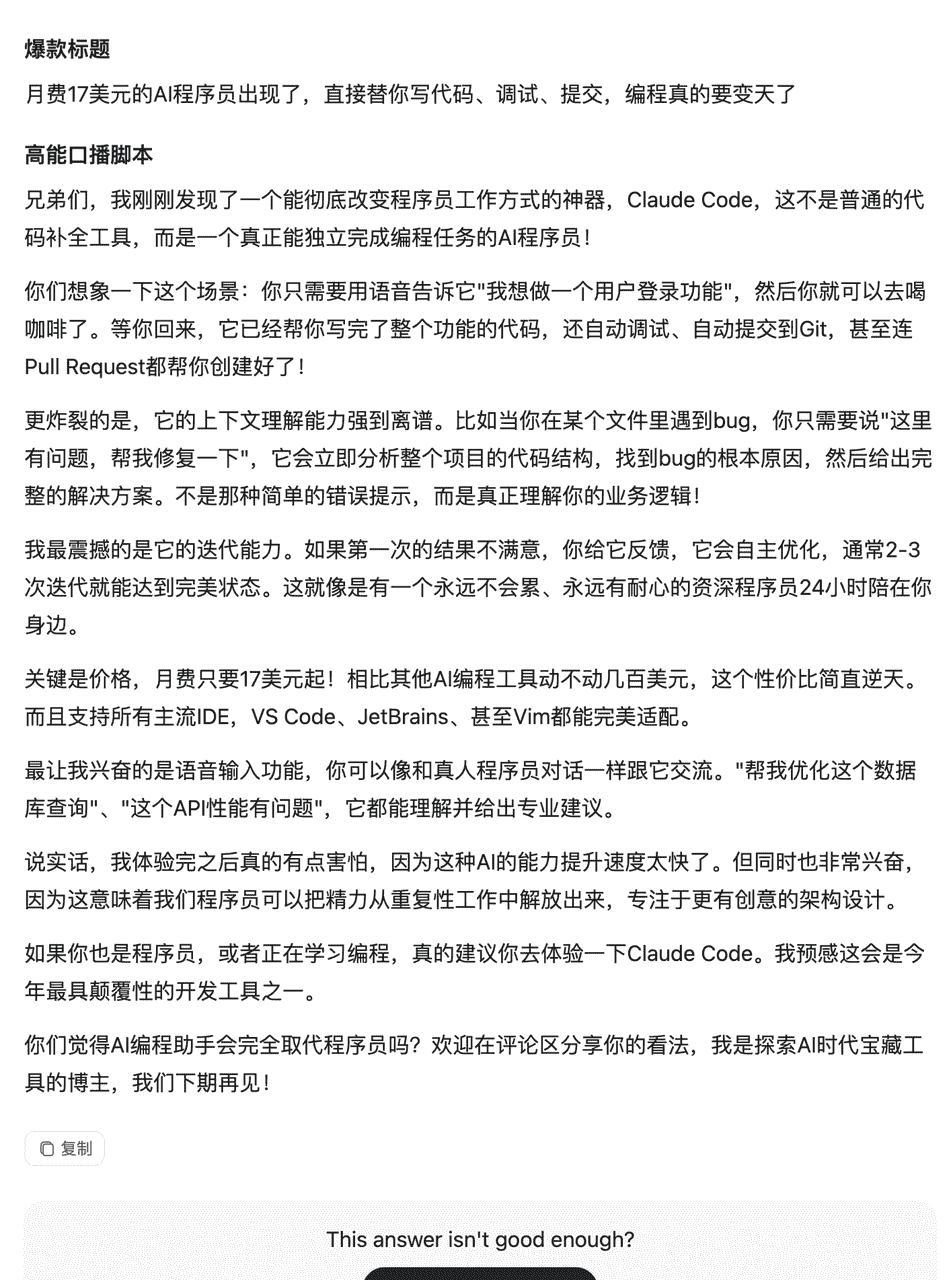 爆款标题
月费17美元的AI程序员出现了，直接替你写代码、调试、提交，编程真的要变天了
高能口播脚本
兄弟们，我刚刚发现了一个能彻底改变程序员工作方式的神器，Claude Code，这不是普通的代
码补全工具，而是一个真正能独立完成编程任务的AI程序员！
你们想象一下这个场景：你只需要用语音告诉它"我想做一个用户登录功能"，然后你就可以去喝
咖啡了。等你回来，它已经帮你写完了整个功能的代码，还自动调试、自动提交到Git，甚至连
Pull Request都帮你创建好了！
更炸裂的是，它的上下文理解能力强到离谱。比如当你在某个文件里遇到bug，你只需要说"这里
有问题，帮我修复一下"，它会立即分析整个项目的代码结构，找到bug的根本原因，然后给出完
整的解决方案。不是那种简单的错误提示，而是真正理解你的业务逻辑！
我最震撼的是它的迭代能力。如果第一次的结果不满意，你给它反馈，它会自主优化，通常2-3
次迭代就能达到完美状态。这就像是有一个永远不会累、永远有耐心的资深程序员24小时陪在你
身边。
关键是价格，月费只要17美元起！相比其他AI编程工具动不动几百美元，这个性价比简直逆天。
而且支持所有主流IDE，VS Code、JetBrains、甚至Vim都能完美适配。
最让我兴奋的是语音输入功能，你可以像和真人程序员对话一样跟它交流。"帮我优化这个数据
库查询"、"这个API性能有问题"，它都能理解并给出专业建议。
说实话，我体验完之后真的有点害怕，因为这种AI的能力提升速度太快了。但同时也非常兴奋，
因为这意味着我们程序员可以把精力从重复性工作中解放出来，专注于更有创意的架构设计。
如果你也是程序员，或者正在学习编程，真的建议你去体验一下Claude Code。我预感这会是今
年最具颠覆性的开发工具之一。
你们觉得AI编程助手会完全取代程序员吗？欢迎在评论区分享你的看法，我是探索AI时代宝藏工
具的博主，我们下期再见！
复制
This answer isn't good enough?